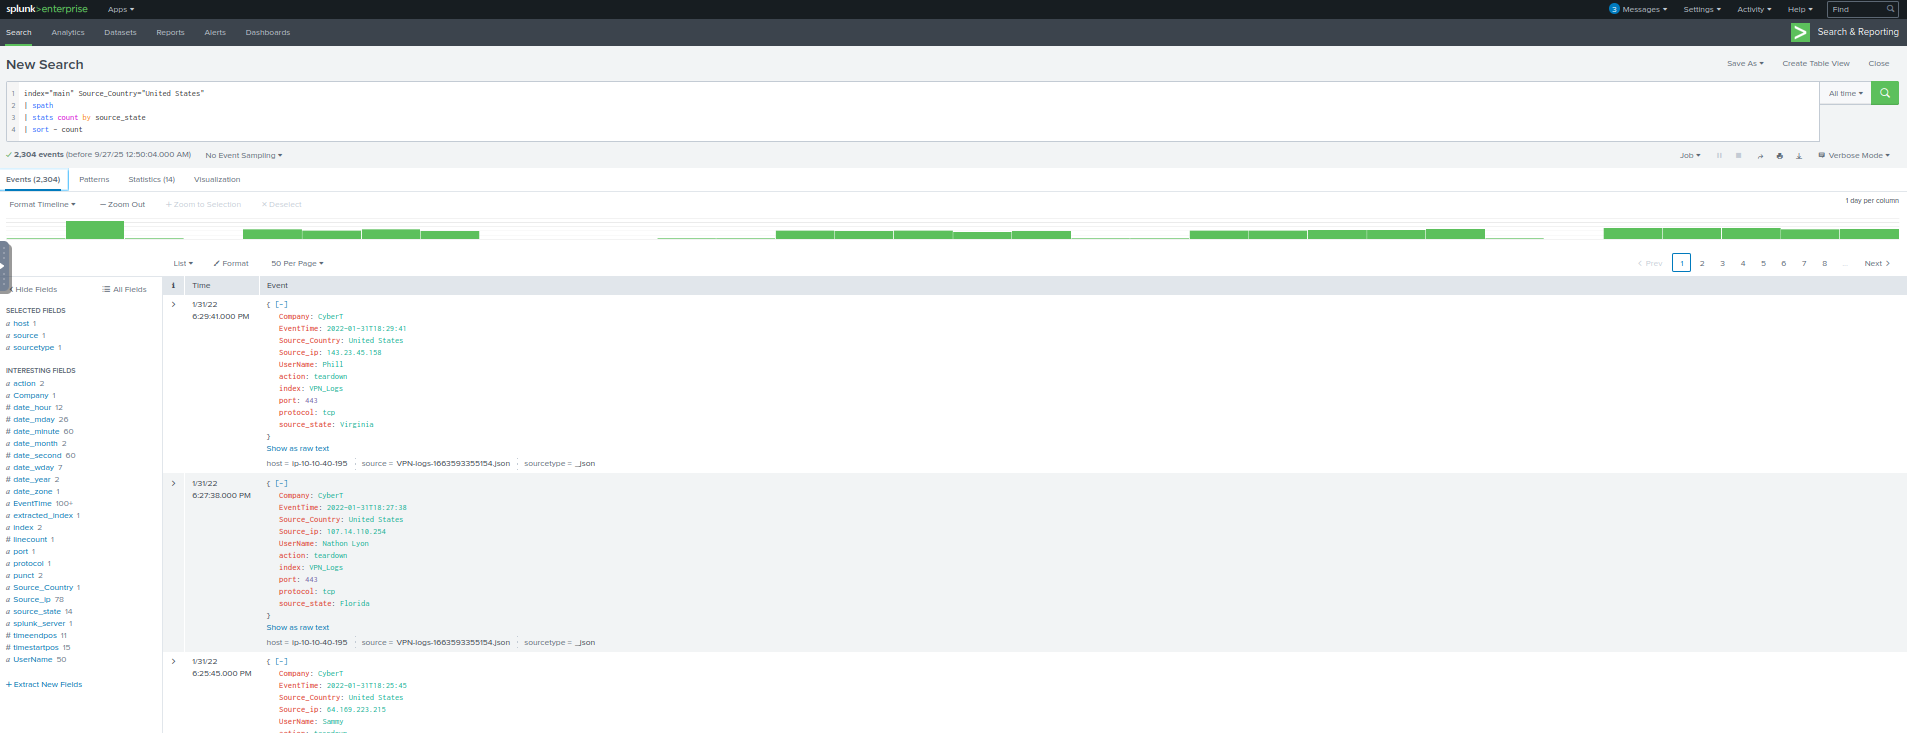 splunk>enterprise Apps
3 Messages Settings Activity Help Find
Search Analytics Datasets Reports Alerts Dashboards
Search & Reporting
New Search
Save As Create Table View Close
1 index="main" Source_Country="United States"
2 | spath
3 | stats count by source_state
4 | sort - count
All time
2,304 events (before 9/27/25 12:50:04.000 AM) No Event Sampling
Job Verbose Mode
Events (2,304) Patterns Statistics (14) Visualization
Format Timeline — Zoom Out + Zoom to Selection × Deselect
1 day per column
List Format 50 Per Page
< Prev 1 2 3 4 5 6 7 8 ... Next >
Hide Fields All Fields
SELECTED FIELDS
a host 1
a source 1
a sourcetype 1
INTERESTING FIELDS
a action 2
a Company 1
# date_hour 12
# date_mday 26
# date_minute 60
a date_month 2
# date_second 60
a date_wday 7
# date_year 2
a date_zone 1
a EventTime 100+
a extracted_index 1
a index 2
# linecount 1
a port 1
a protocol 1
a punct 2
a Source_Country 1
a Source_ip 78
a source_state 14
a splunk_server 1
# timeendpos 11
# timestartpos 15
a UserName 50
+ Extract New Fields
i Time Event
1/31/22
6:29:41.000 PM
{ [-]
Company: CyberT
EventTime: 2022-01-31T18:29:41
Source_Country: United States
Source_ip: 143.23.45.158
UserName: Phill
action: teardown
index: VPN_Logs
port: 443
protocol: tcp
source_state: Virginia
}
Show as raw text
host = ip-10-10-40-195 source = VPN-logs-1663593355154.json sourcetype = _json
1/31/22
6:27:38.000 PM
{ [-]
Company: CyberT
EventTime: 2022-01-31T18:27:38
Source_Country: United States
Source_ip: 107.14.110.254
UserName: Nathon Lyon
action: teardown
index: VPN_Logs
port: 443
protocol: tcp
source_state: Florida
}
Show as raw text
host = ip-10-10-40-195 source = VPN-logs-1663593355154.json sourcetype = _json
1/31/22
6:25:45.000 PM
{ [-]
Company: CyberT
EventTime: 2022-01-31T18:25:45
Source_Country: United States
Source_ip: 64.169.223.215
UserName: Sammy
action: teardown